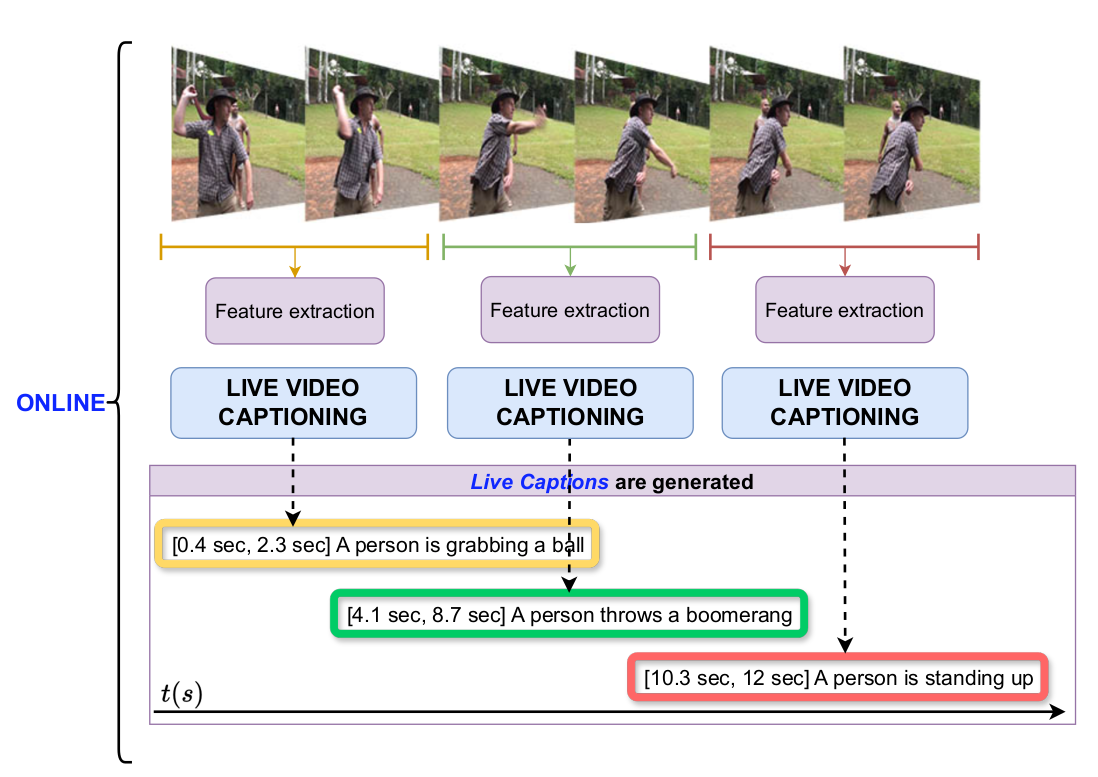 Feature extraction
Feature extraction
Feature extraction
ONLINE
LIVE VIDEO
CAPTIONING
LIVE VIDEO
CAPTIONING
LIVE VIDEO
CAPTIONING
Live Captions are generated
[0.4 sec, 2.3 sec] A person is grabbing a ball
[4.1 sec, 8.7 sec] A person throws a boomerang
[10.3 sec, 12 sec] A person is standing up
t(s)